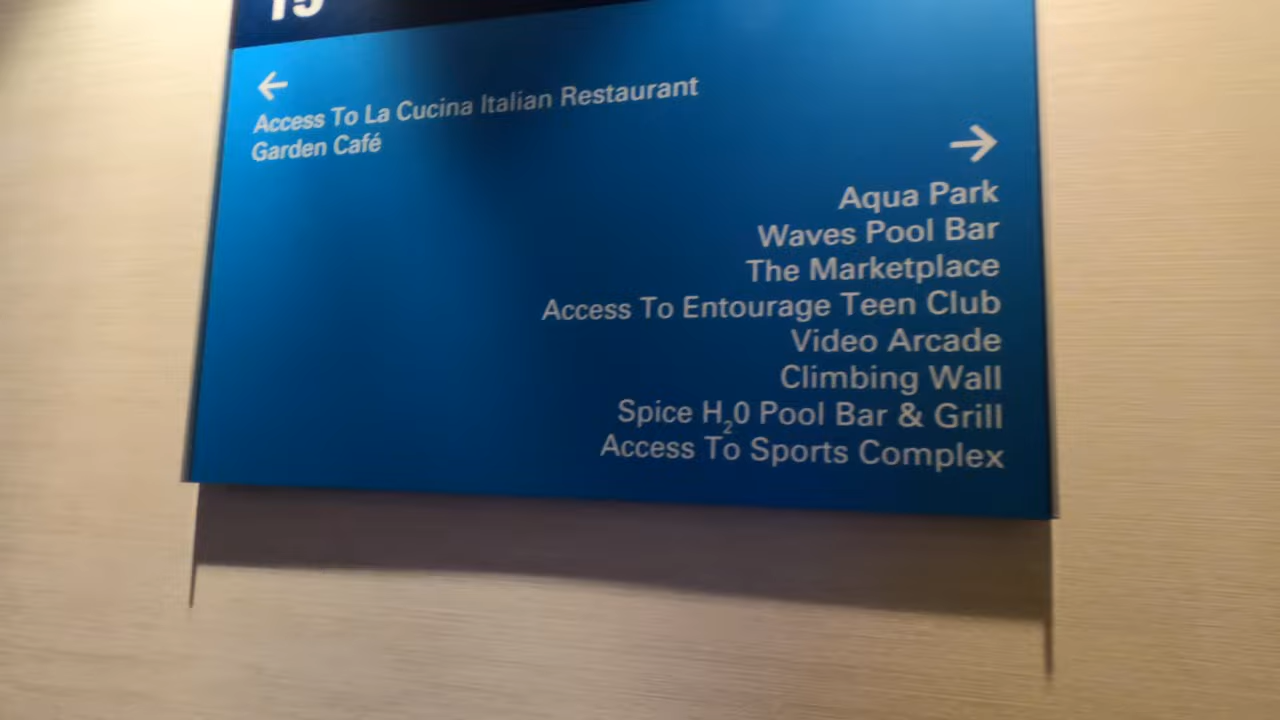 15
←
Access To La Cucina Italian Restaurant
Garden Café
→
Aqua Park
Waves Pool Bar
The Marketplace
Access To Entourage Teen Club
Video Arcade
Climbing Wall
Spice H₂0 Pool Bar & Grill
Access To Sports Complex